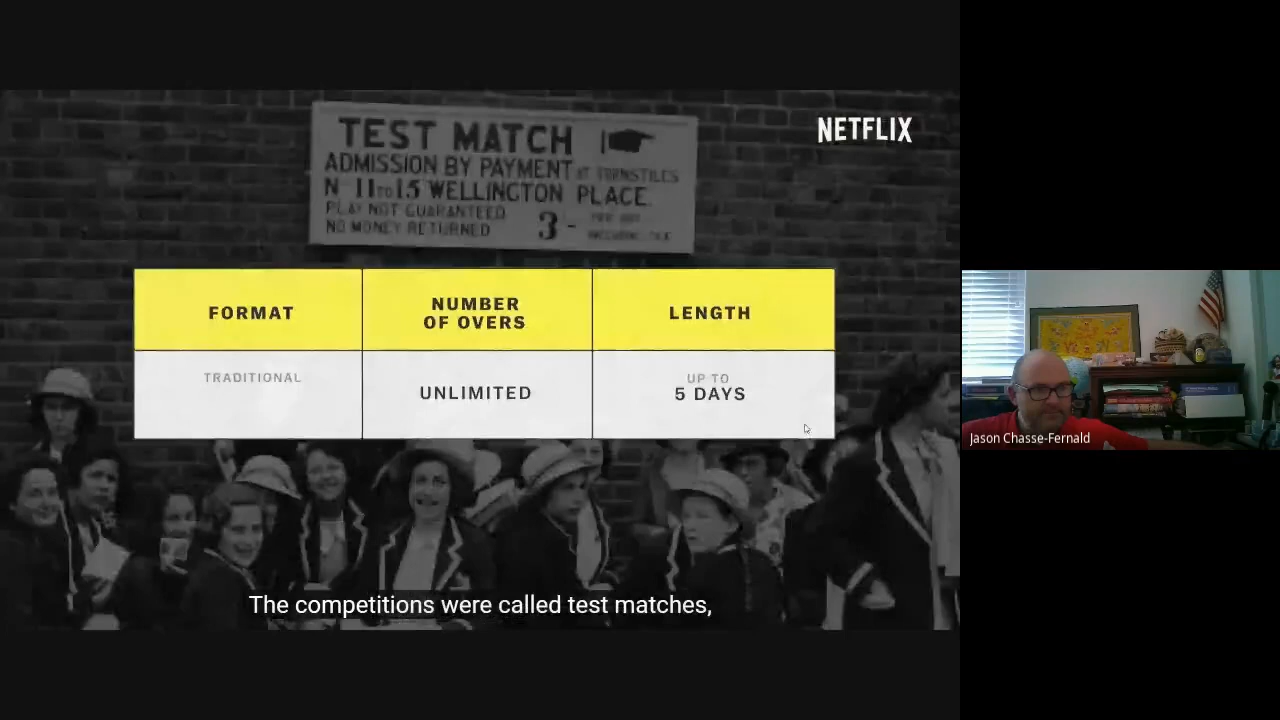 TEST MATCH
NETFLIX
ADMISSION BY PAYMENT AT TURNSTILES
Nos 11 TO 15 WELLINGTON PLACE.
PLAY NOT GUARANTEED
NO MONEY RETURNED
3-
FORMAT
NUMBER
OF OVERS
LENGTH
TRADITIONAL
UNLIMITED
UP TO
5 DAYS
Jason Chasse-Fernald
The competitions were called test matches,